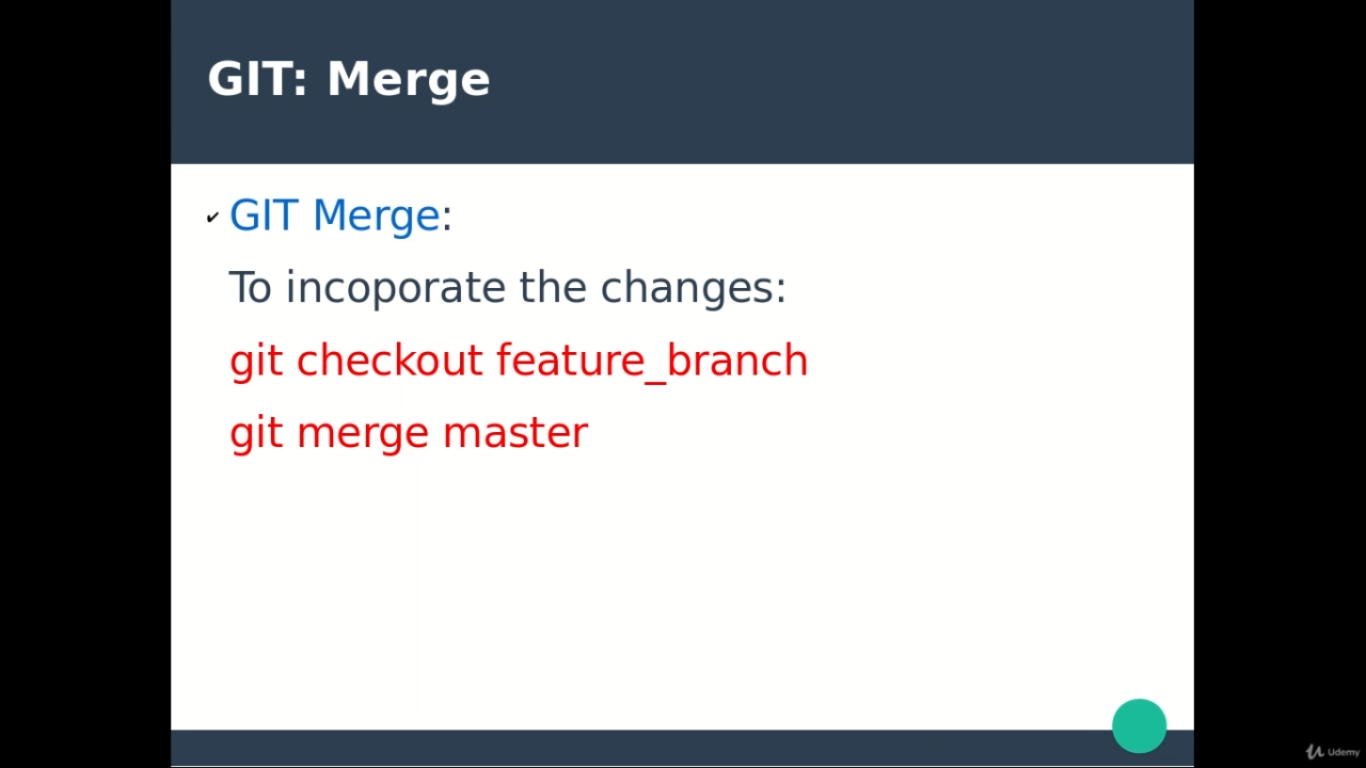 GIT: Merge
✔ GIT Merge:
To incoporate the changes:
git checkout feature_branch
git merge master
Udemy